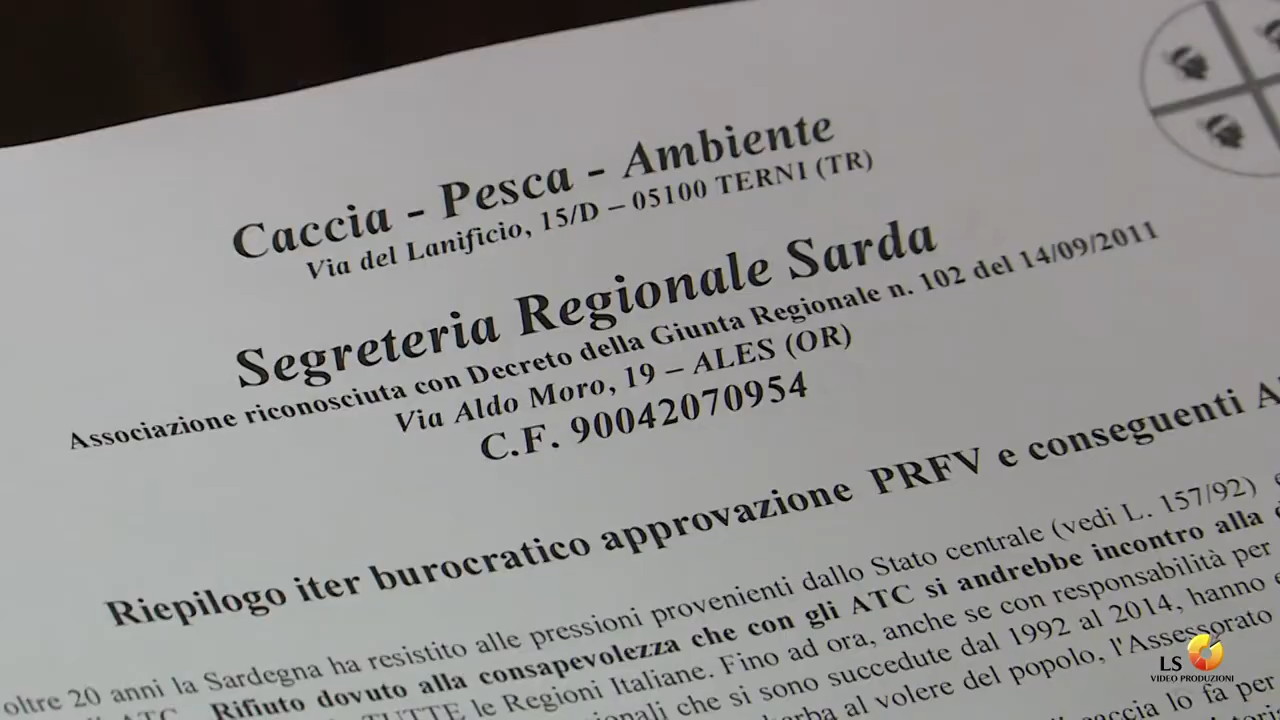 Caccia - Pesca - Ambiente
Via del Lanificio, 15/D – 05100 TERNI (TR)
Segreteria Regionale Sarda
Associazione riconosciuta con Decreto della Giunta Regionale n. 102 del 14/09/2011
Via Aldo Moro, 19 – ALES (OR)
C.F. 90042070954
Riepilogo iter burocratico approvazione PRFV e conseguenti
oltre 20 anni la Sardegna ha resistito alle pressioni provenienti dallo Stato centrale (vedi L. 157/92)
ATC. Rifiuto dovuto alla consapevolezza che con gli ATC si andrebbe incontro alla
TUTTE le Regioni Italiane. Fino ad ora, anche se con responsabilità per
che si sono succedute dal 1992 al 2014, hanno
al volere del popolo, l'Assessorato
caccia lo fa per
LS
VIDEO PRODUZIONI